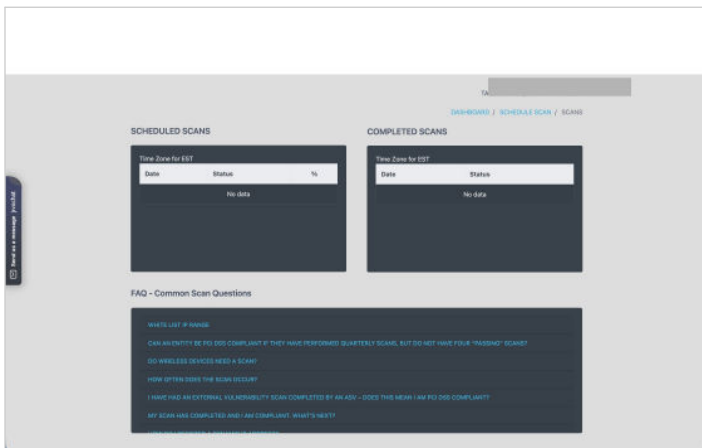 TA
DASHBOARD / SCHEDULE SCAN / SCANS
SCHEDULED SCANS
Time Zone for EST
Date Status %
No data
COMPLETED SCANS
Time Zone for EST
Date Status
No data
Send us a message jivochat
FAQ - Common Scan Questions
WHITE LIST IP RANGE
CAN AN ENTITY BE PCI DSS COMPLIANT IF THEY HAVE PERFORMED QUARTERLY SCANS, BUT DO NOT HAVE FOUR "PASSING" SCANS?
DO WIRELESS DEVICES NEED A SCAN?
HOW OFTEN DOES THE SCAN OCCUR?
I HAVE HAD AN EXTERNAL VULNERABILITY SCAN COMPLETED BY AN ASV – DOES THIS MEAN I AM PCI DSS COMPLIANT?
MY SCAN HAS COMPLETED AND I AM COMPLIANT. WHAT'S NEXT?